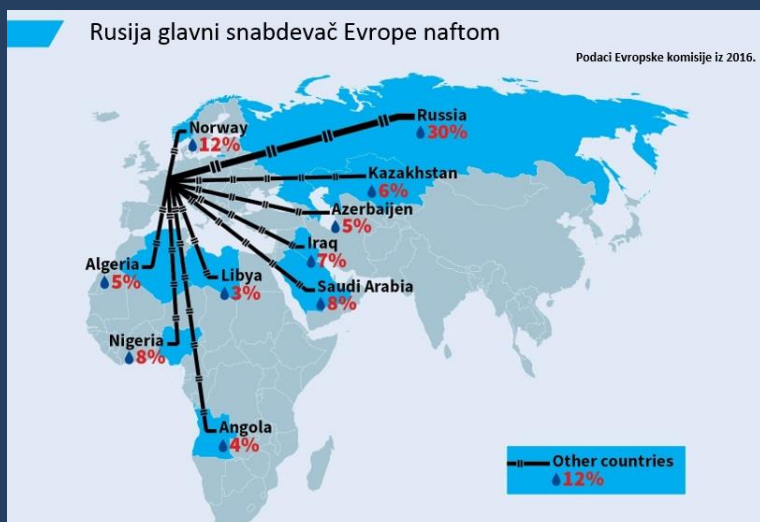 Rusija glavni snabdevač Evrope naftom
Podaci Evropske komisije iz 2016.
Norway
12%
Russia
30%
Kazakhstan
6%
Azerbaijen
5%
Iraq
7%
Saudi Arabia
8%
Algeria
5%
Libya
3%
Nigeria
8%
Angola
4%
Other countries
12%